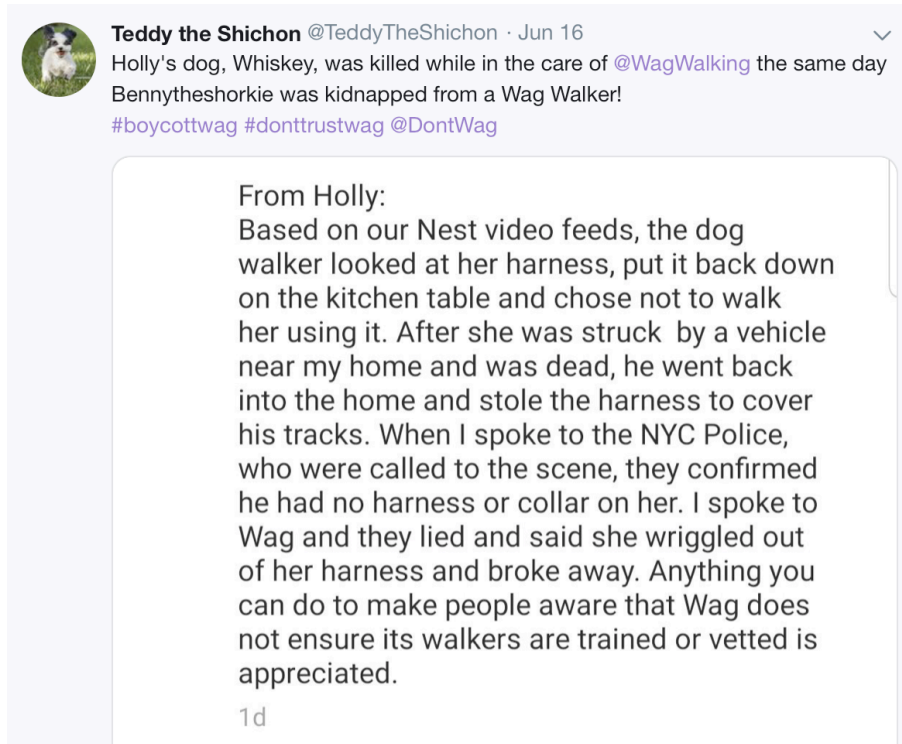 Teddy the Shichon @TeddyTheShichon · Jun 16
Holly's dog, Whiskey, was killed while in the care of @WagWalking the same day
Bennytheshorkie was kidnapped from a Wag Walker!
#boycottwag #donttrustwag @DontWag
From Holly:
Based on our Nest video feeds, the dog
walker looked at her harness, put it back down
on the kitchen table and chose not to walk
her using it. After she was struck  by a vehicle
near my home and was dead, he went back
into the home and stole the harness to cover
his tracks. When I spoke to the NYC Police,
who were called to the scene, they confirmed
he had no harness or collar on her. I spoke to
Wag and they lied and said she wriggled out
of her harness and broke away. Anything you
can do to make people aware that Wag does
not ensure its walkers are trained or vetted is
appreciated.
1d